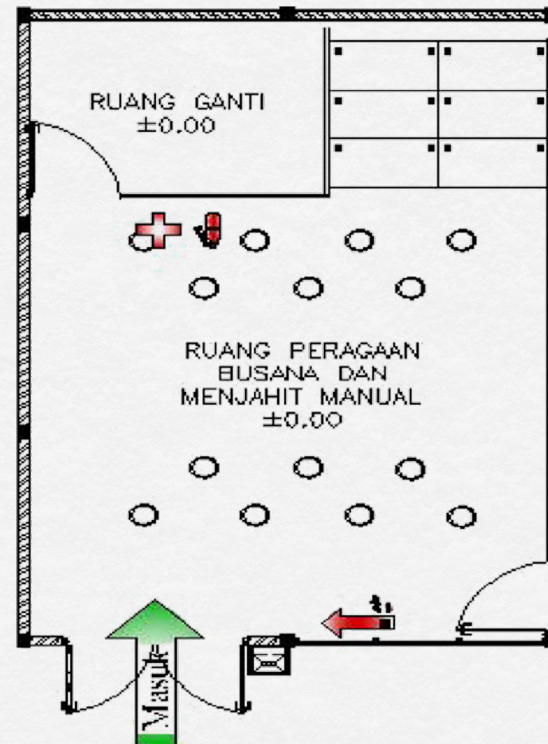 RUANG GANTI
±0.00
RUANG PERAGAAN
BUSANA DAN
MENJAHIT MANUAL
±0.00
Masuk